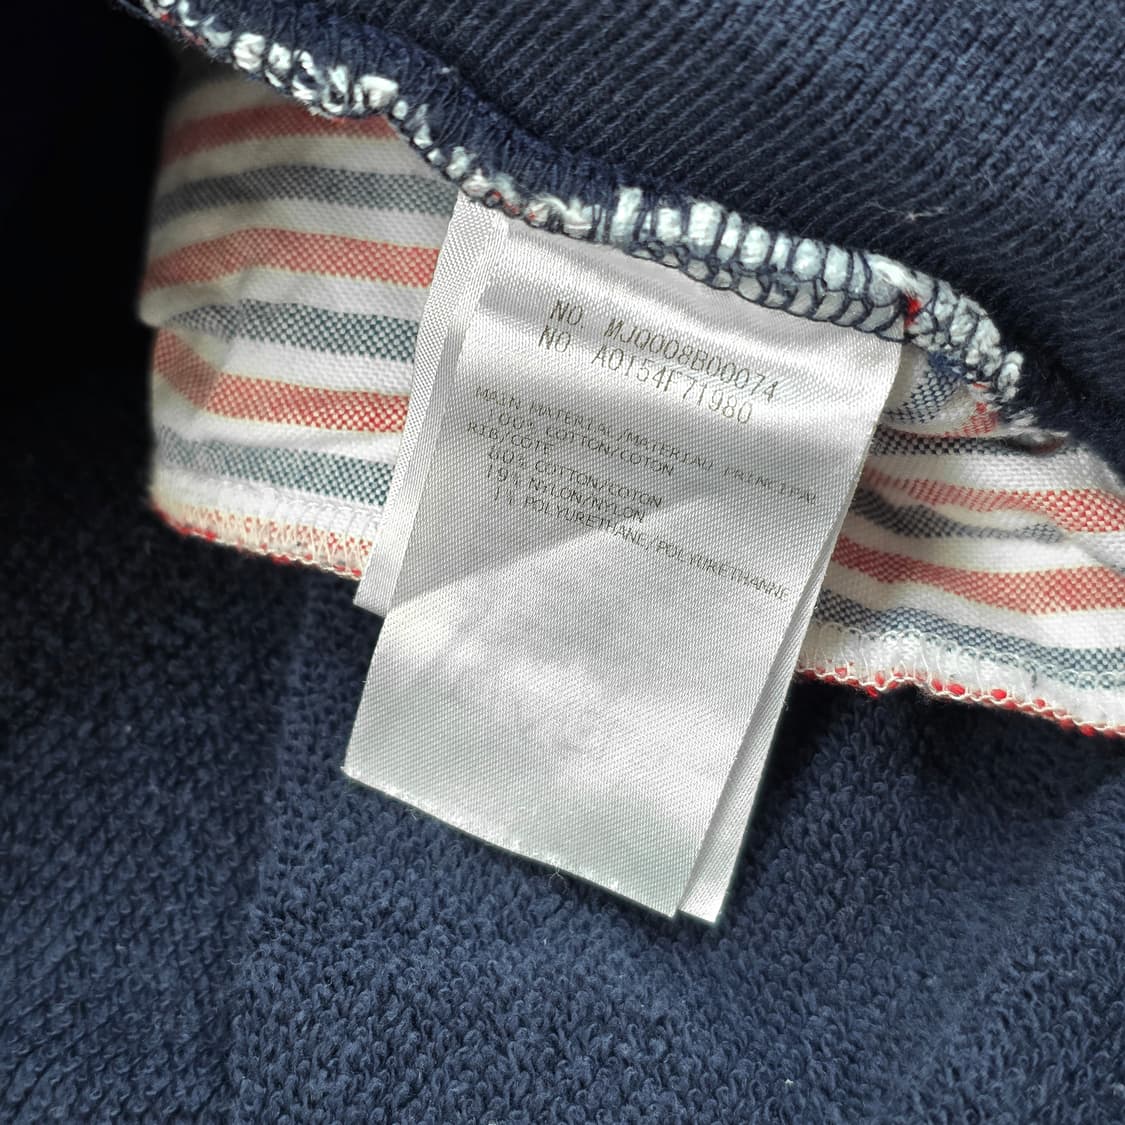 NO. MJQ008B00074
NO. A0154F71980
MAIN MATERIAL/MATERIAU PRINCIPAL
100% COTTON/COTON
RIB/COTE
80% COTTON/COTON
19% NYLON/NYLON
1% POLYURETHANE/POLYURETHANNE